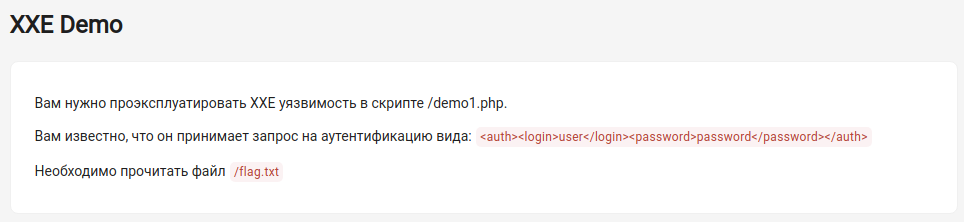 XXE Demo
Вам нужно проэксплуатировать XXE уязвимость в скрипте /demo1.php.
Вам известно, что он принимает запрос на аутентификацию вида: <auth><login>user</login><password>password</password></auth>
Необходимо прочитать файл /flag.txt